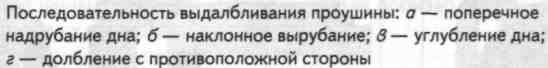 Последовательность выдалбливания проушины: а — поперечное
надрубание дна; б — наклонное вырубание; в — углубление дна;
г — долбление с противоположной стороны